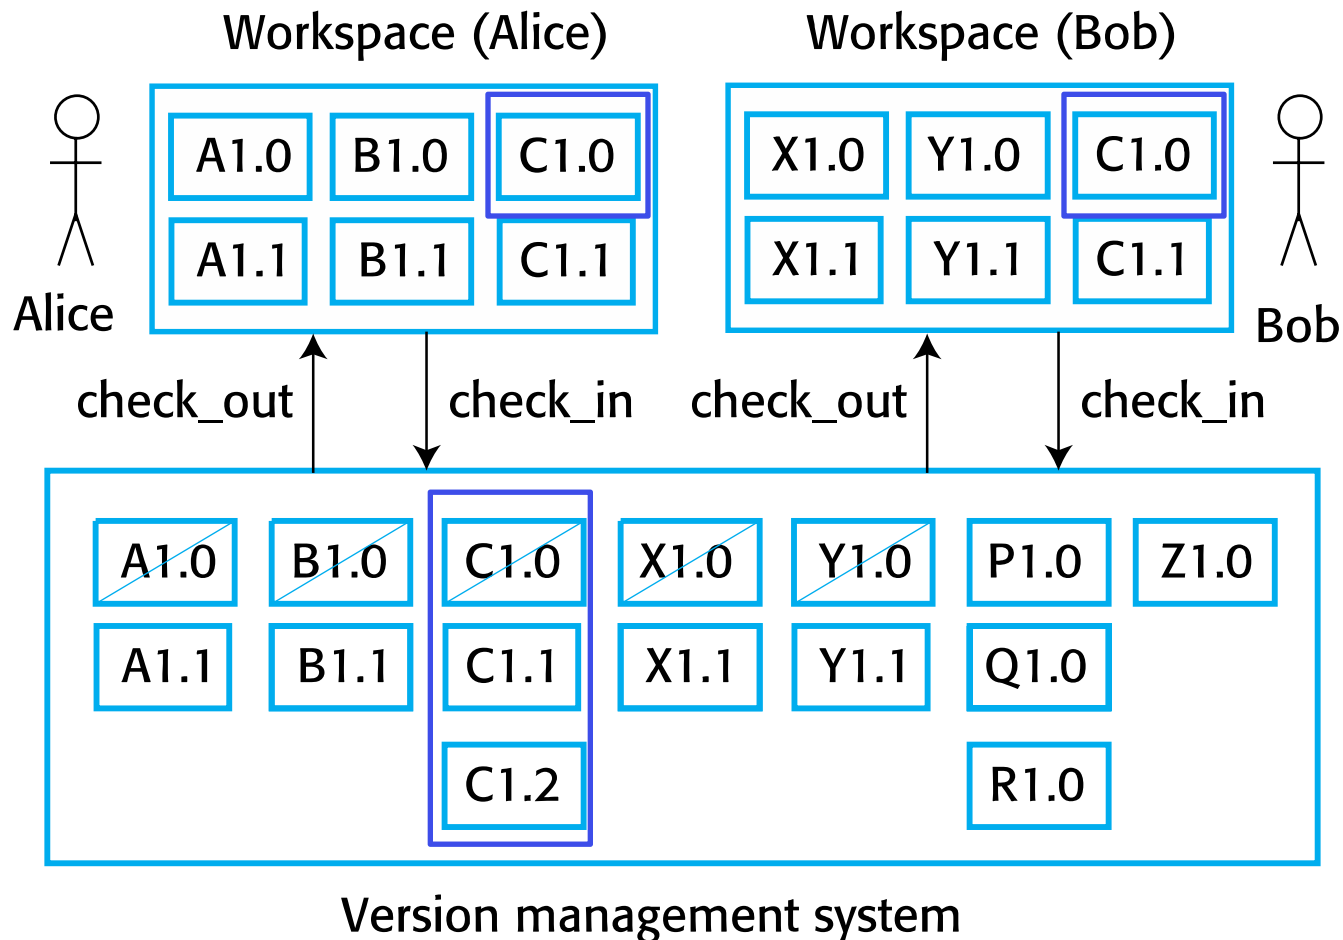 Workspace (Alice)
Workspace (Bob)
A1.0 B1.0 C1.0
A1.1 B1.1 C1.1
X1.0 Y1.0 C1.0
X1.1 Y1.1 C1.1
Alice
Bob
check_out check_in
check_out check_in
A1.0 B1.0 C1.0 X1.0 Y1.0 P1.0 Z1.0
A1.1 B1.1 C1.1 X1.1 Y1.1 Q1.0
C1.2 R1.0
Version management system